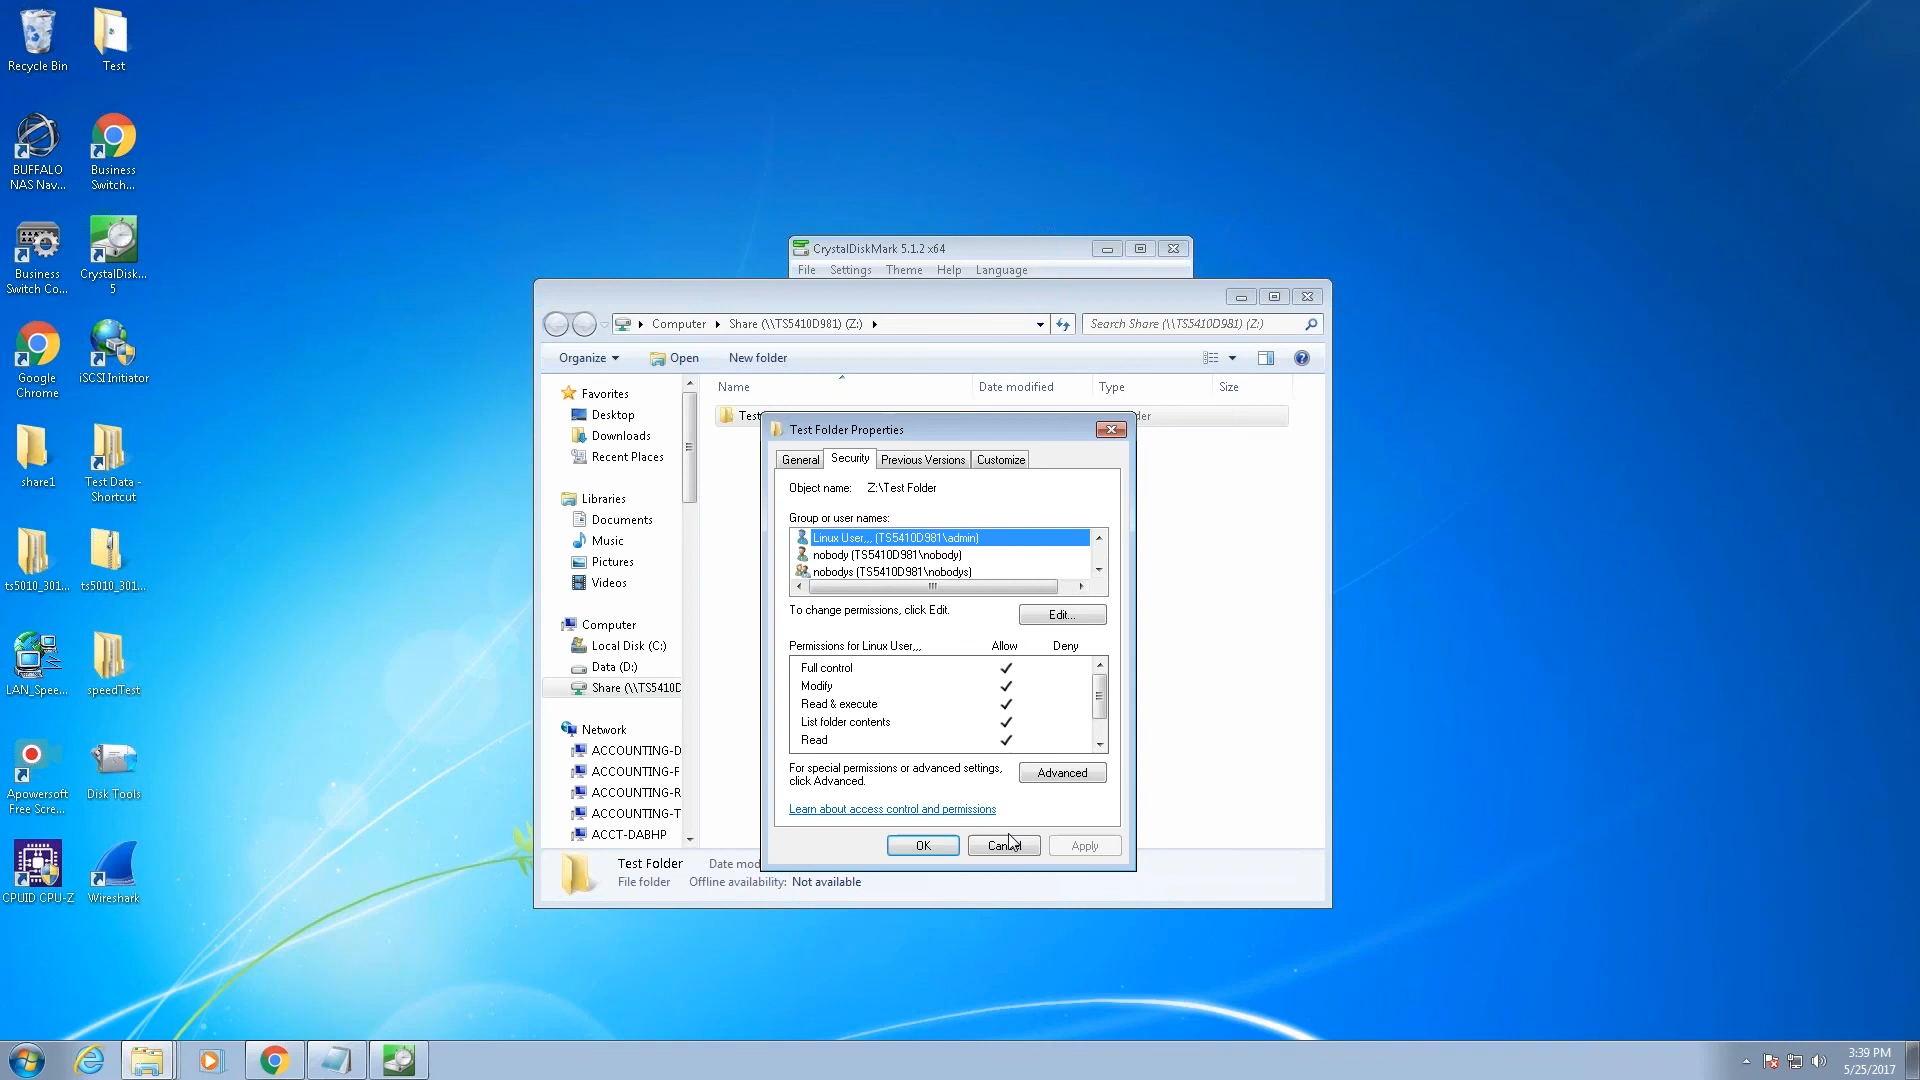 Recycle Bin
Test
BUFFALO
NAS Nav...
Business
Switch...
Business
Switch Co...
CrystalDisk...
5
Google
Chrome
iSCSI Initiator
share1
Test Data -
Shortcut
ts5010_301...
ts5010_301...
LAN_Spee...
speedTest
Apowersoft
Free Scre...
Disk Tools
CPUID CPU-Z
Wireshark
CrystalDiskMark 5.1.2 x64
File Settings Theme Help Language
Computer Share (\\TS5410D981) (Z:)
Search Share (\\TS5410D981) (Z:)
Organize Open New folder
Name Date modified Type Size
Favorites
Desktop
Downloads
Recent Places
Libraries
Documents
Music
Pictures
Videos
Computer
Local Disk (C:)
Data (D:)
Share (\\TS5410D
Network
ACCOUNTING-D
ACCOUNTING-F
ACCOUNTING-R
ACCOUNTING-T
ACCT-DABHP
Test
der
Test Folder Properties
General Security Previous Versions Customize
Object name: Z:\Test Folder
Group or user names:
Linux User,,, (TS5410D981\admin)
nobody (TS5410D981\nobody)
nobodys (TS5410D981\nobodys)
To change permissions, click Edit.
Edit...
Permissions for Linux User,,, Allow Deny
Full control
Modify
Read & execute
List folder contents
Read
For special permissions or advanced settings,
click Advanced.
Advanced
Learn about access control and permissions
OK Cancel Apply
Test Folder Date mod
File folder Offline availability: Not available
3:39 PM
5/25/2017